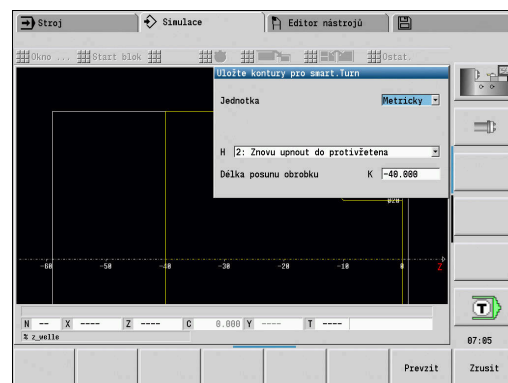 Stroj Simulace Editor nástrojů
Okno ... Start blok Ostat.
Uložte kontury pro smart.Turn
Jednotka Metricky
H 2: Znovu upnout do protivřetena
Délka posunu obrobku K -40.000
ø20
-60 -50 -40 -30 -20 -10 0 Z
N -- X ---- Z ---- C 0.000 Y ---- T ----
% z_welle
T
07:05
Prevzit Zrusit